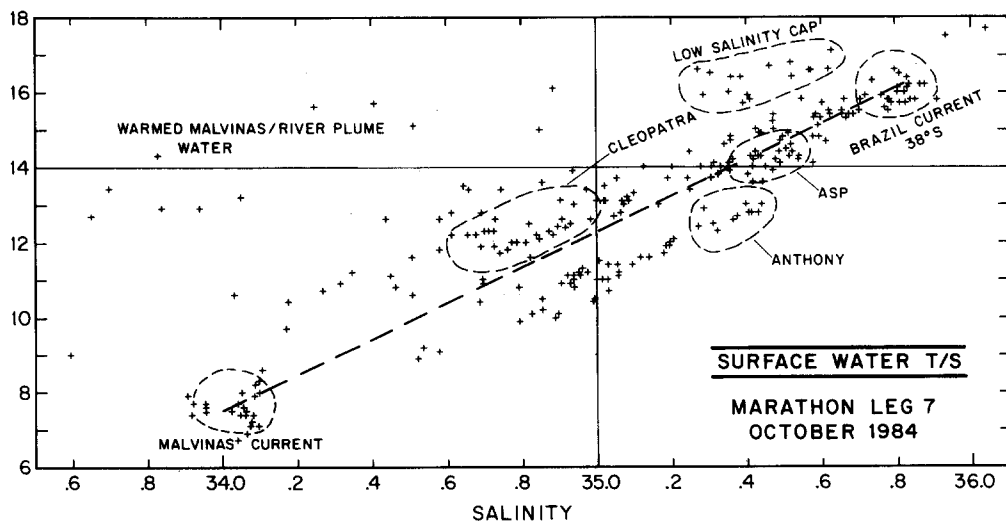 18
16
14
12
10
8
6
LOW SALINITY CAP
WARMED MALVINAS/RIVER PLUME
WATER
CLEOPATRA
BRAZIL CURRENT
38°S
ASP
ANTHONY
MALVINAS CURRENT
SURFACE WATER T/S
MARATHON LEG 7
OCTOBER 1984
.6 .8 34.0 .2 .4 .6 .8 35.0 .2 .4 .6 .8 36.0
SALINITY